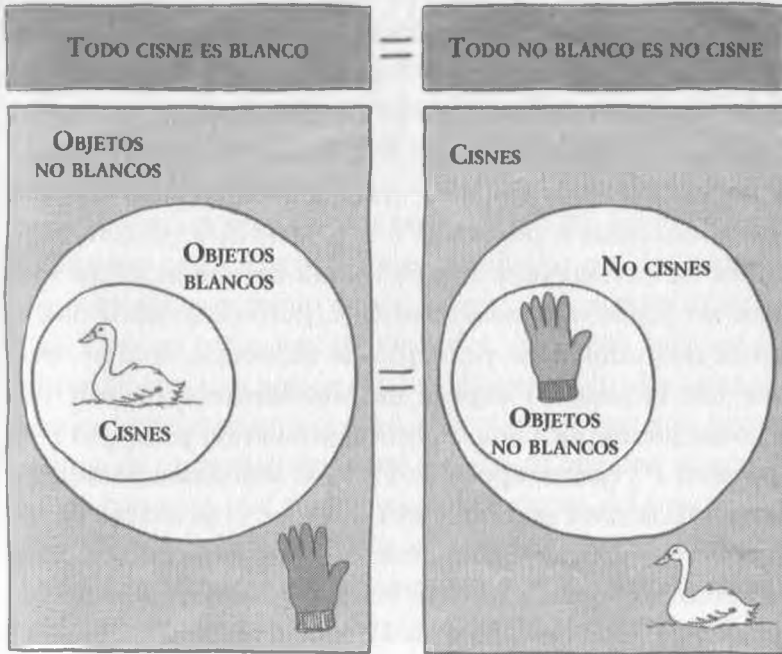 TODO CISNE ES BLANCO
=
TODO NO BLANCO ES NO CISNE
OBJETOS
NO BLANCOS
OBJETOS
BLANCOS
CISNES
=
CISNES
NO CISNES
OBJETOS
NO BLANCOS